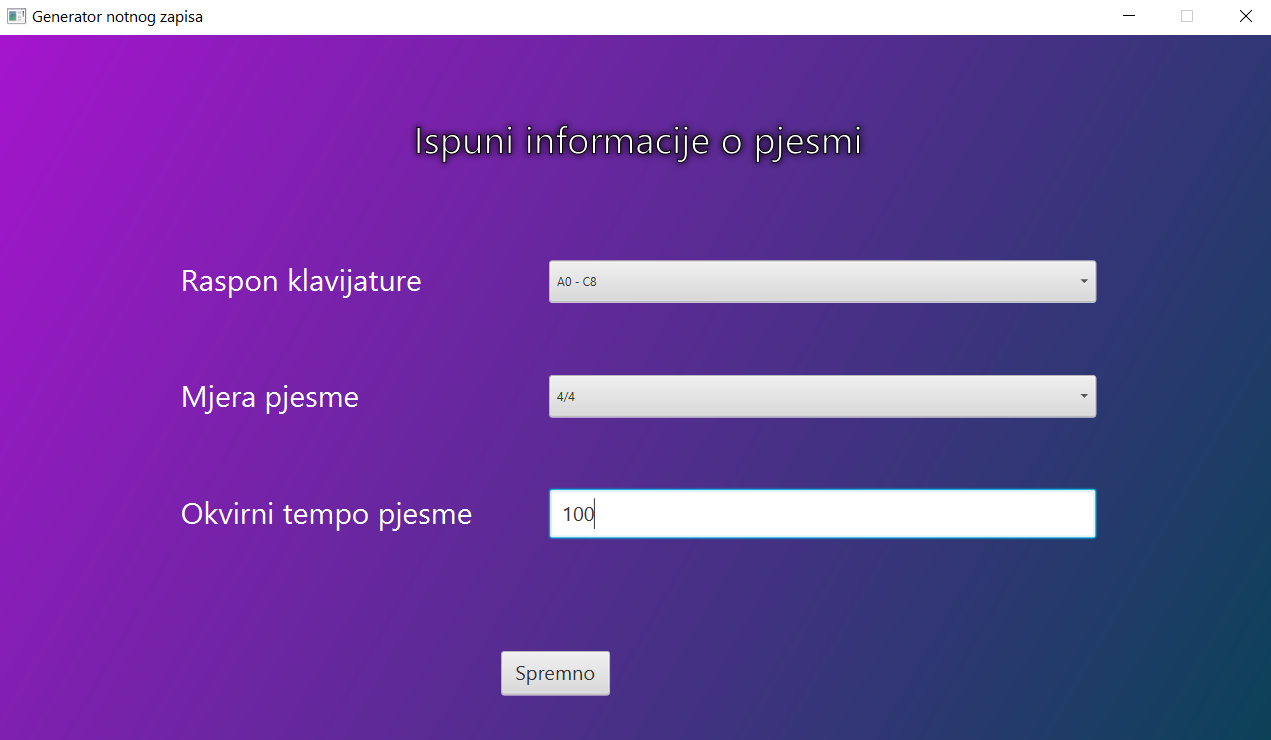 Generator notnog zapisa
Ispuni informacije o pjesmi
Raspon klavijature
A0 - C8
Mjera pjesme
4/4
Okvirni tempo pjesme
100
Spremno